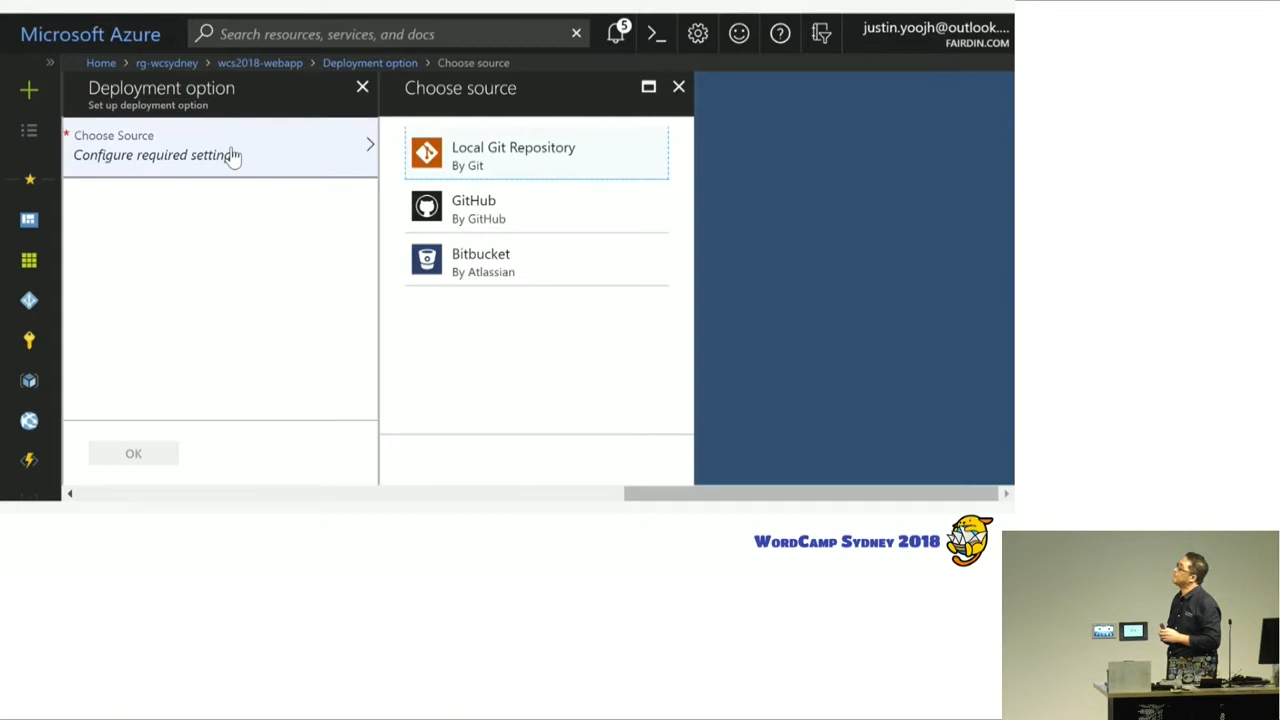 Microsoft Azure
Search resources, services, and docs
5
justin.yoojh@outlook....
FAIRDIN.COM
Home > rg-wcsydney > wcs2018-webapp > Deployment option > Choose source
Deployment option
Set up deployment option
Choose source
* Choose Source
Configure required settin
Local Git Repository
By Git
GitHub
By GitHub
Bitbucket
By Atlassian
OK
WordCamp Sydney 2018